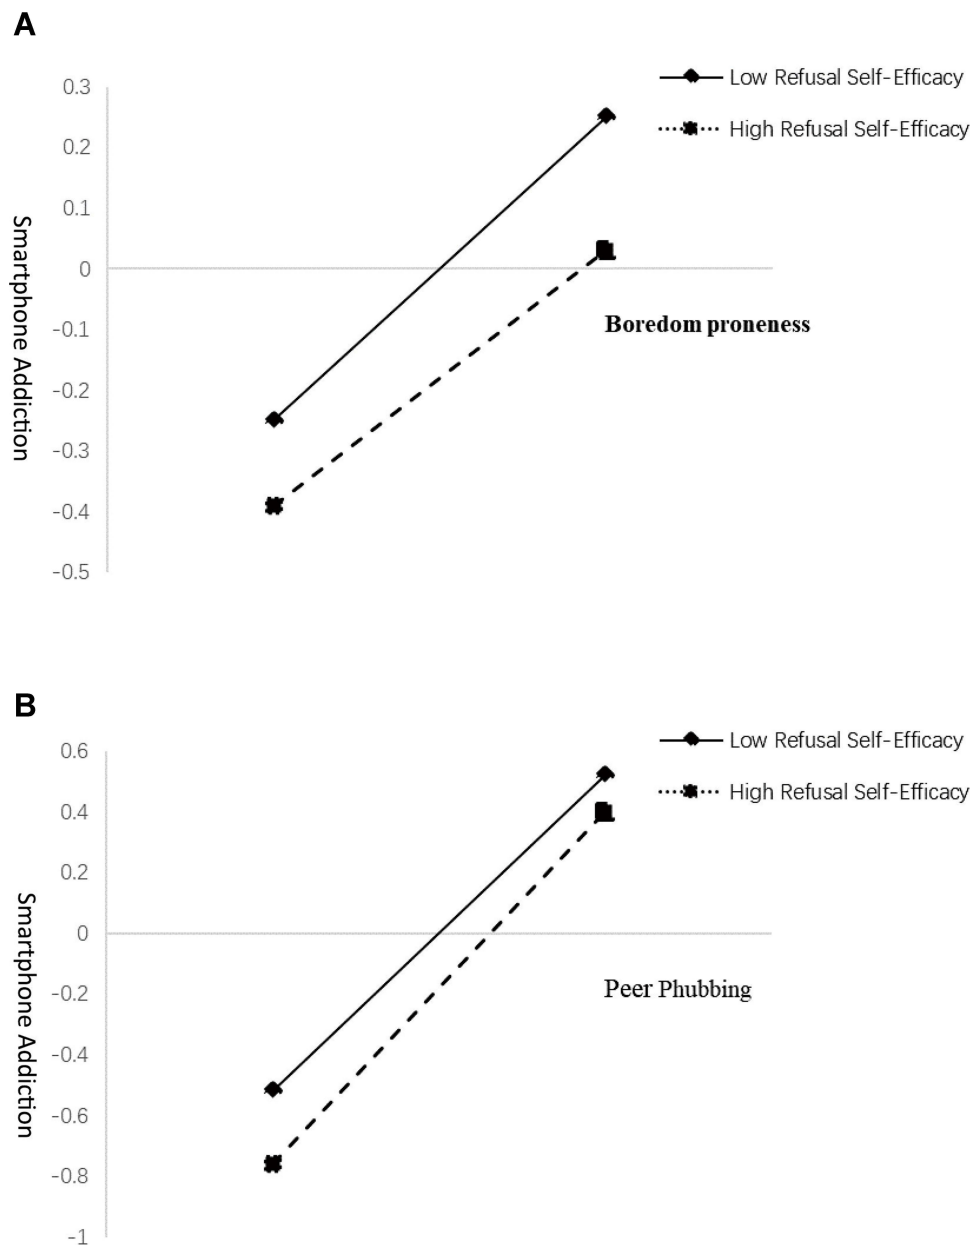 A
Low Refusal Self-Efficacy
High Refusal Self-Efficacy
0.3
0.2
0.1
0
-0.1
-0.2
-0.3
-0.4
-0.5
Smartphone Addiction
Boredom proneness
B
Low Refusal Self-Efficacy
High Refusal Self-Efficacy
0.6
0.4
0.2
0
-0.2
-0.4
-0.6
-0.8
-1
Smartphone Addiction
Peer Phubbing